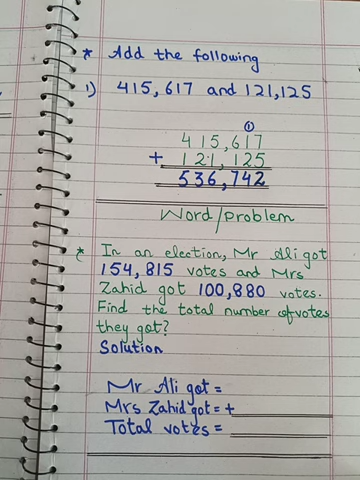 * Add the following
1) 415,617 and 121,125
1
415,617
+ 121,125
536,742
Word/problem
* In an election, Mr Ali got
154,815 votes and Mrs
Zahid got 100,880 votes.
Find the total number of votes
they got?
Solution
Mr Ali got =
Mrs Zahid got = +
Total votes =